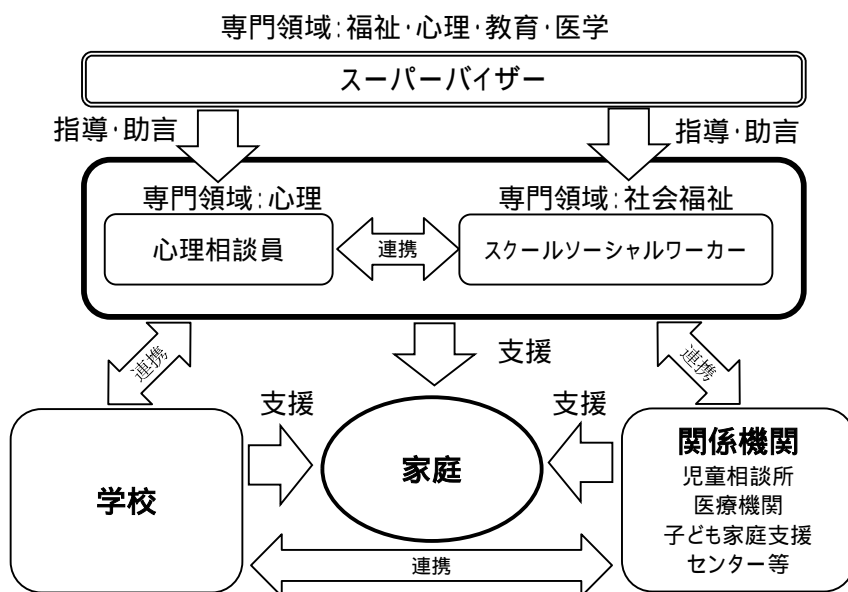 専門領域:福祉・心理・教育・医学
スーパーバイザー
指導・助言
指導・助言
専門領域:心理
専門領域:社会福祉
心理相談員
連携
スクールソーシャルワーカー
連携
支援
連携
支援
支援
学校
家庭
関係機関
児童相談所
医療機関
子ども家庭支援
センター等
連携